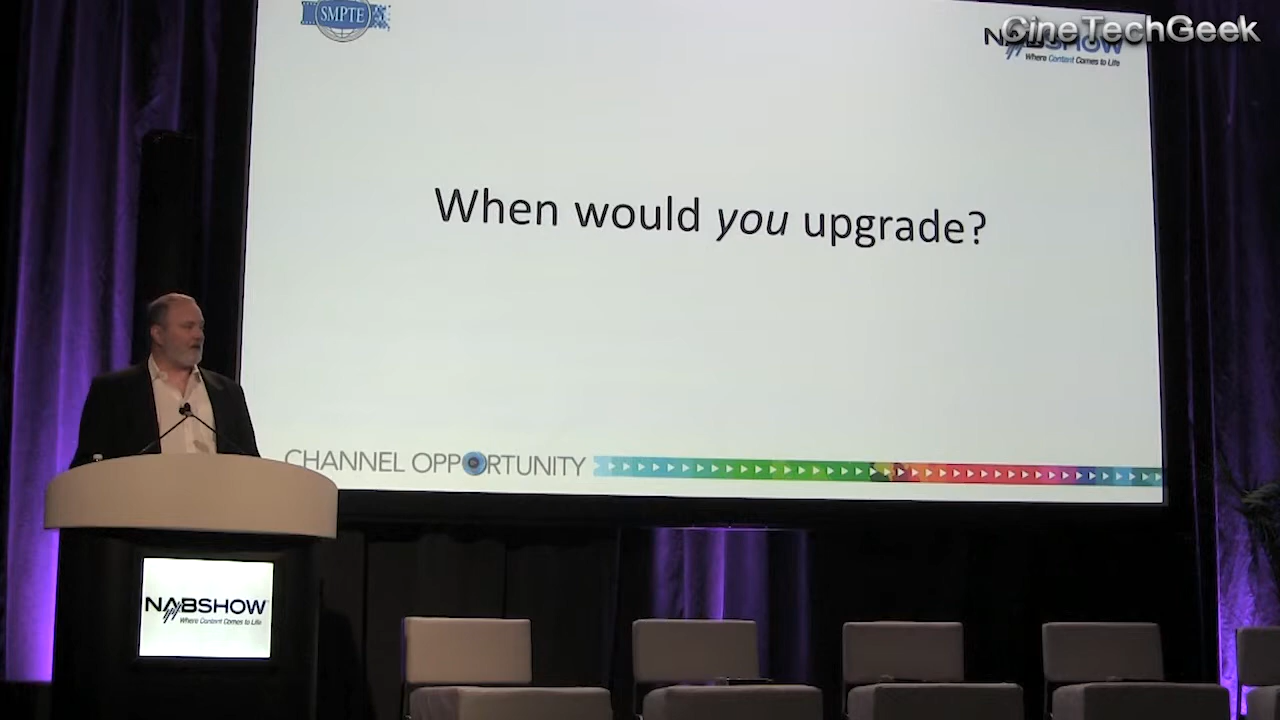 SMPTE
CineTechGeek
NABSHOW
Where Content Comes to Life
When would you upgrade?
CHANNEL OPPORTUNITY
NABSHOW
Where Content Comes to Life